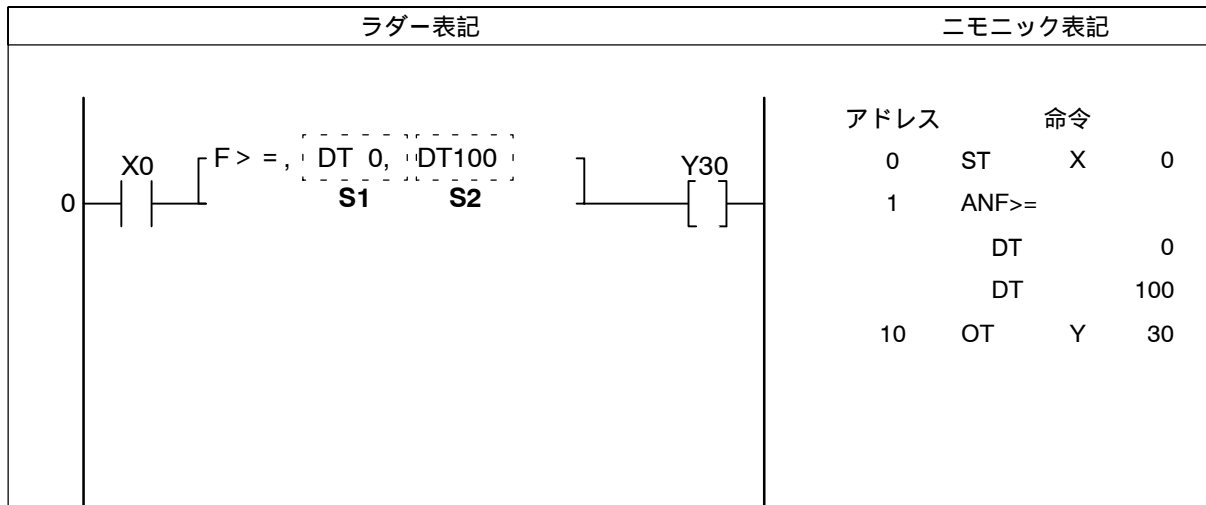 ラダー表記 ニモニック表記
アドレス 命令
X0 F > = , DT 0, DT100 Y30
0 S1 S2
0 ST X 0
1 ANF>=
DT 0
DT 100
10 OT Y 30